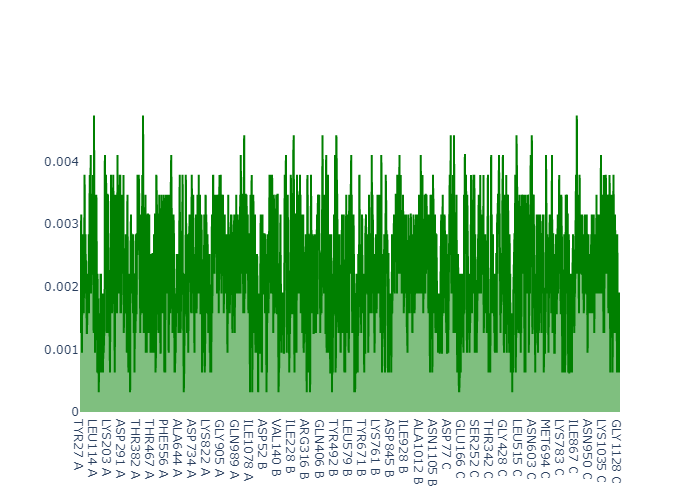 0.004
0.003
0.002
0.001
0
TYR27 A
LEU114 A
LYS203 A
ASP291 A
THR382 A
THR467 A
PHE556 A
ALA644 A
ASP734 A
LYS822 A
GLY905 A
GLN989 A
ILE1078 A
ASP52 B
VAL140 B
ILE228 B
ARG316 B
GLN406 B
TYR492 B
LEU579 B
TYR671 B
LYS761 B
ASP845 B
ILE928 B
ALA1012 B
ASN1105 B
ASP77 C
GLU166 C
SER252 C
THR342 C
GLY428 C
LEU515 C
ASN603 C
MET694 C
LYS783 C
ILE867 C
ASN950 C
LYS1035 C
GLY1128 C